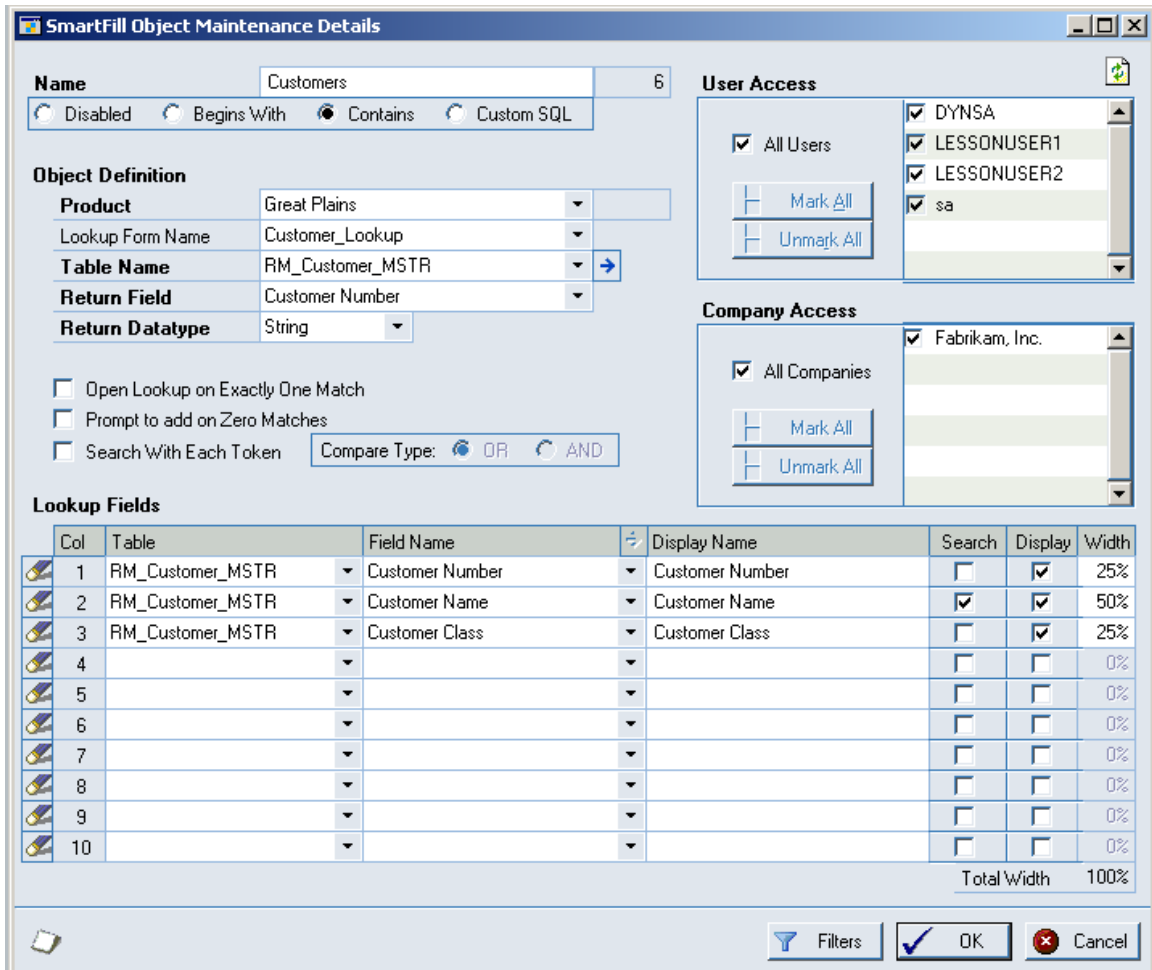 SmartFill Object Maintenance Details
Name Customers 6
Disabled Begins With Contains Custom SQL
Object Definition
Product Great Plains
Lookup Form Name Customer_Lookup
Table Name RM_Customer_MSTR
Return Field Customer Number
Return Datatype String
Open Lookup on Exactly One Match
Prompt to add on Zero Matches
Search With Each Token Compare Type: OR AND
User Access
All Users
Mark All
Unmark All
DYNSA
LESSONUSER1
LESSONUSER2
sa
Company Access
All Companies
Mark All
Unmark All
Fabrikam, Inc.
Lookup Fields
Col Table Field Name Display Name Search Display Width
1 RM_Customer_MSTR Customer Number Customer Number 25%
2 RM_Customer_MSTR Customer Name Customer Name 50%
3 RM_Customer_MSTR Customer Class Customer Class 25%
4 0%
5 0%
6 0%
7 0%
8 0%
9 0%
10 0%
Total Width 100%
Filters OK Cancel